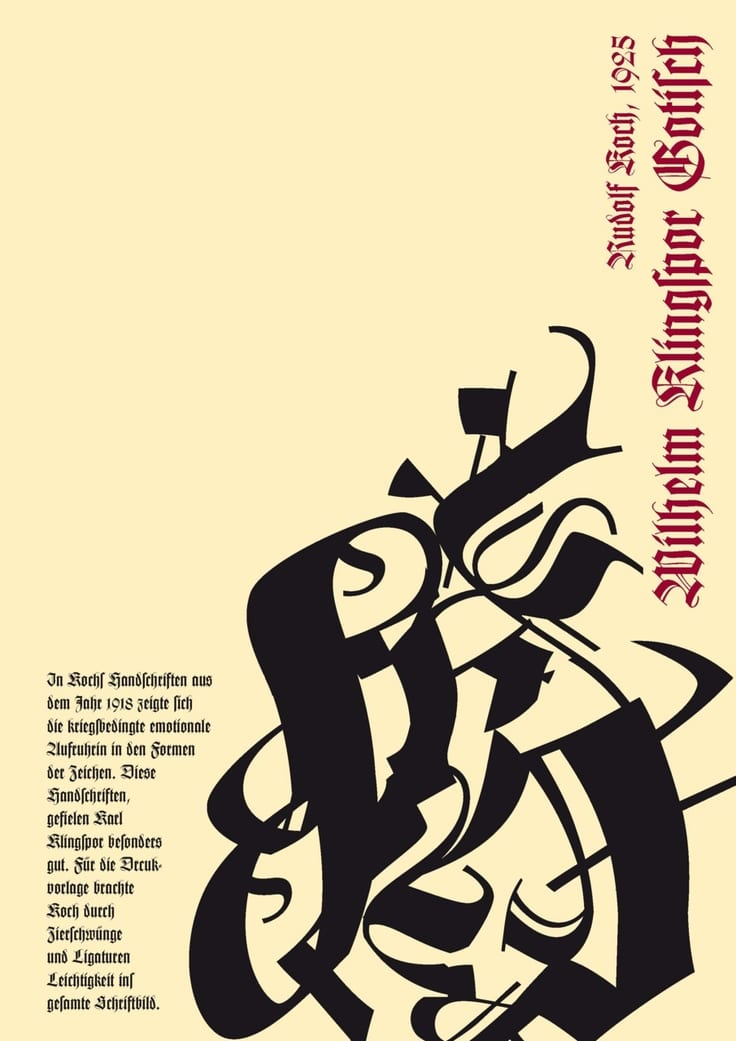 Rudolf Koch, 1925
Wilhelm Klingſpor Gotiſch
In Kochſ Handſchriften aus
dem Jahr 1918 zeigte ſich
die kriegſbedingte emotionale
Aufruhrin in den Formen
der Zeichen. Dieſe
Handſchriften,
gefielen Karl
Klingſpor beſonders
gut. Für die Drcuk-
vorlage brachte
Koch durch
Zierſchwünge
und Ligaturen
Leichtigkeit inſ
geſamte Schriftbild.